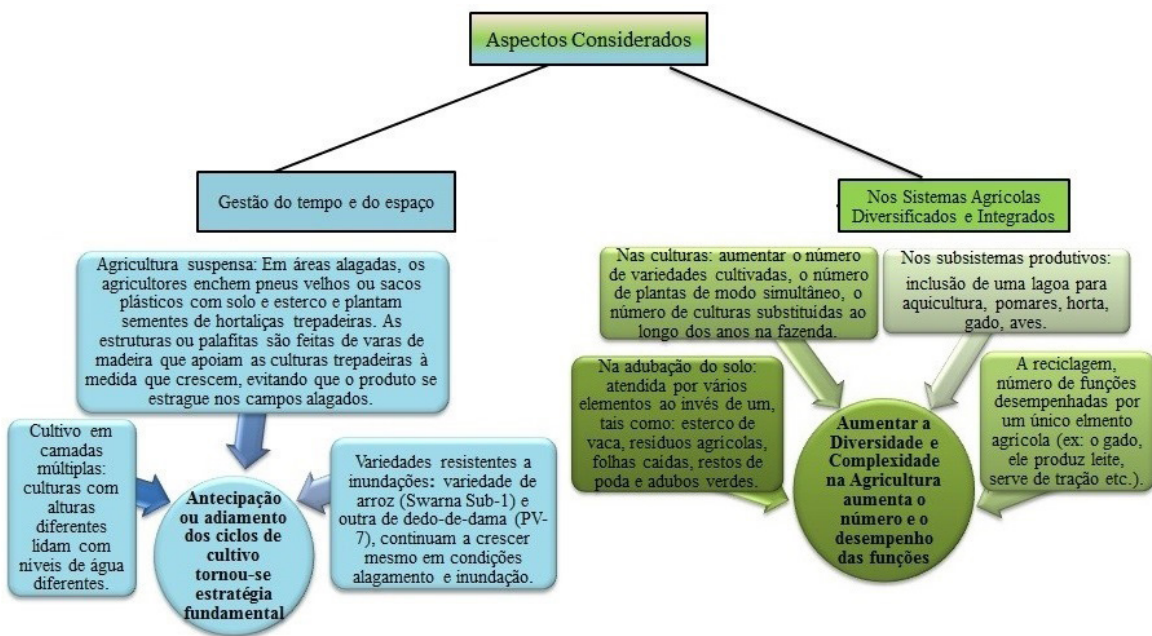 Aspectos Considerados
Gestão do tempo e do espaço
Agricultura suspensa: Em áreas alagadas, os
agricultores enchem pneus velhos ou sacos
plásticos com solo e esterco e plantam
sementes de hortaliças trepadeiras. As
estruturas ou palafitas são feitas de varas de
madeira que apoiam as culturas trepadeiras à
medida que crescem, evitando que o produto se
estrague nos campos alagados.
Cultivo em
camadas
múltiplas:
culturas com
alturas
diferentes
lidam com
níveis de água
diferentes.
Antecipação
ou adiamento
dos ciclos de
cultivo
tornou-se
estratégia
fundamental
Variedades resistentes a
inundações: variedade de
arroz (Swarna Sub-1) e
outra de dedo-de-dama (PV-
7), continuam a crescer
mesmo em condições
alagamento e inundação.
Nos Sistemas Agrícolas
Diversificados e Integrados
Nas culturas: aumentar o número
de variedades cultivadas, o número
de plantas de modo simultâneo, o
número de culturas substituídas ao
longo dos anos na fazenda.
Nos subsistemas produtivos:
inclusão de uma lagoa para
aquicultura, pomares, horta,
gado, aves.
Na adubação do solo:
atendida por vários
elementos ao invés de um,
tais como: esterco de
vaca, resíduos agrícolas,
folhas caídas, restos de
poda e adubos verdes.
Aumentar a
Diversidade e
Complexidade
na Agricultura
aumenta o
número e o
desempenho
das funções
A reciclagem,
número de funções
desempenhadas por
um único elmento
agrícola (ex: o gado,
ele produz leite,
serve de tração etc.).